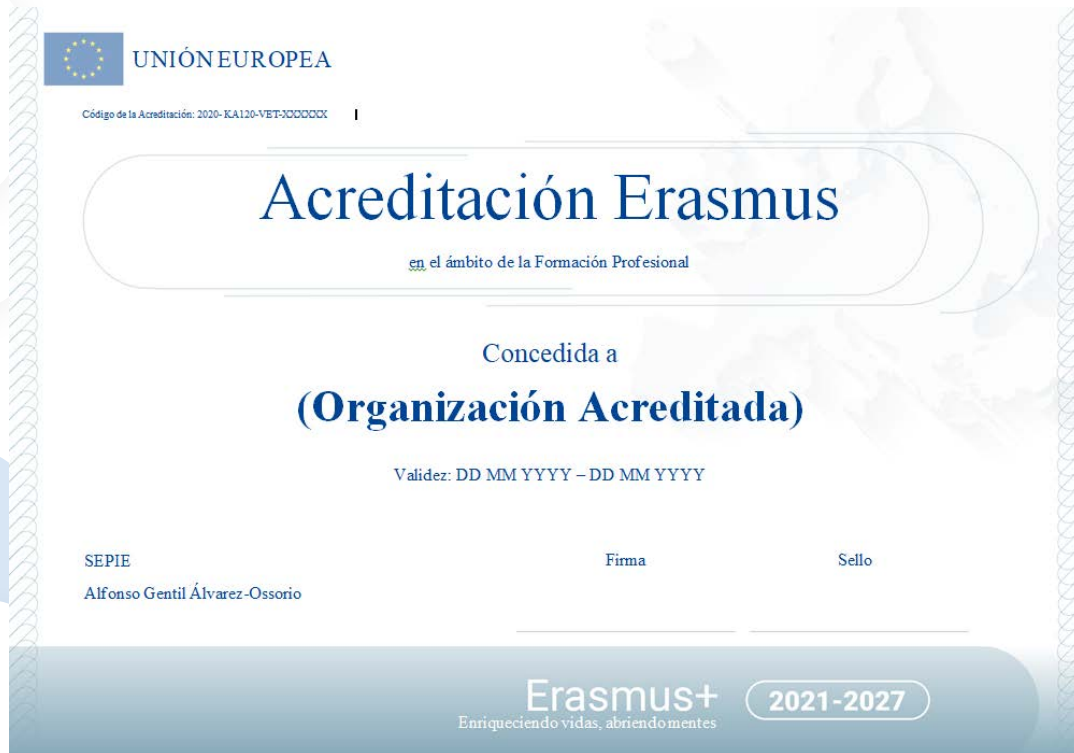 UNIÓN EUROPEA
Código de la Acreditación: 2020- KA120-VET-XXXXXX
Acreditación Erasmus
en el ámbito de la Formación Profesional
Concedida a
(Organización Acreditada)
Validez: DD MM YYYY – DD MM YYYY
SEPIE Firma Sello
Alfonso Gentil Álvarez-Ossorio
Erasmus+ 2021-2027
Enriqueciendo vidas, abriendo mentes